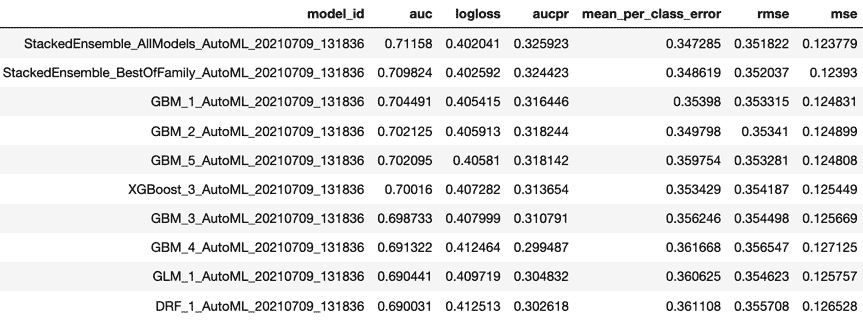 model_id auc logloss aucpr mean_per_class_error rmse mse
StackedEnsemble_AllModels_AutoML_20210709_131836 0.71158 0.402041 0.325923 0.347285 0.351822 0.123779
StackedEnsemble_BestOfFamily_AutoML_20210709_131836 0.709824 0.402592 0.324423 0.348619 0.352037 0.12393
GBM_1_AutoML_20210709_131836 0.704491 0.405415 0.316446 0.35398 0.353315 0.124831
GBM_2_AutoML_20210709_131836 0.702125 0.405913 0.318244 0.349798 0.35341 0.124899
GBM_5_AutoML_20210709_131836 0.702095 0.40581 0.318142 0.359754 0.353281 0.124808
XGBoost_3_AutoML_20210709_131836 0.70016 0.407282 0.313654 0.353429 0.354187 0.125449
GBM_3_AutoML_20210709_131836 0.698733 0.407999 0.310791 0.356246 0.354498 0.125669
GBM_4_AutoML_20210709_131836 0.691322 0.412464 0.299487 0.361668 0.356547 0.127125
GLM_1_AutoML_20210709_131836 0.690441 0.409719 0.304832 0.360625 0.354623 0.125757
DRF_1_AutoML_20210709_131836 0.690031 0.412513 0.302618 0.361108 0.355708 0.126528